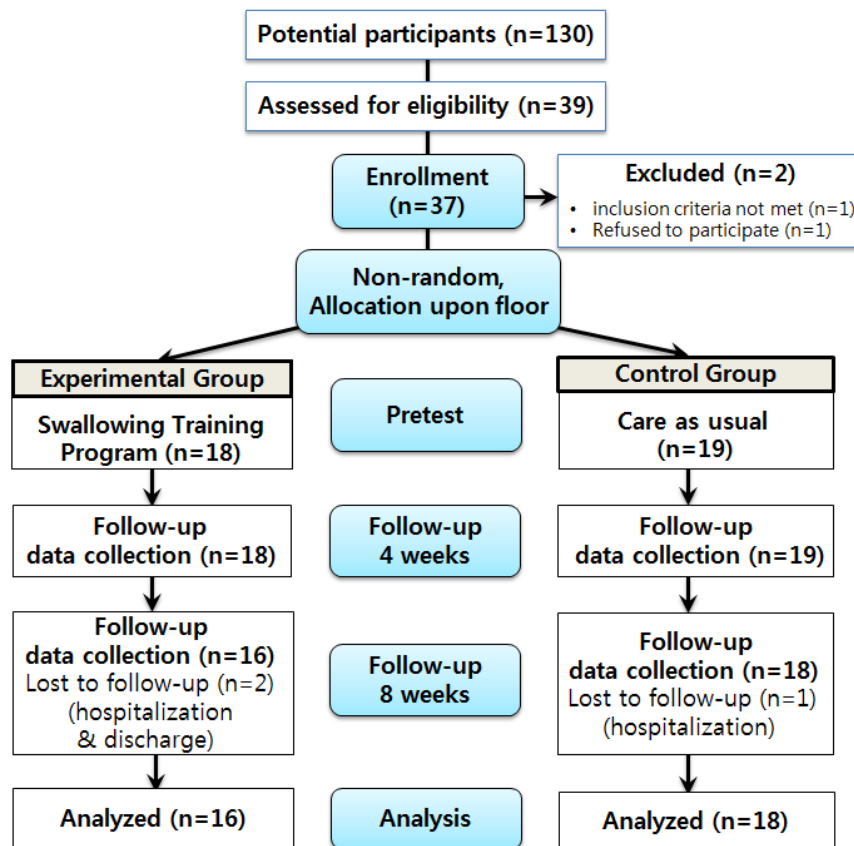 Potential participants (n=130)
Assessed for eligibility (n=39)
Enrollment
(n=37)
Excluded (n=2)
• inclusion criteria not met (n=1)
• Refused to participate (n=1)
Non-random,
Allocation upon floor
Experimental Group
Swallowing Training
Program (n=18)
Pretest
Control Group
Care as usual
(n=19)
Follow-up
data collection (n=18)
Follow-up
4 weeks
Follow-up
data collection (n=19)
Follow-up
data collection (n=16)
Lost to follow-up (n=2)
(hospitalization
& discharge)
Follow-up
8 weeks
Follow-up
data collection (n=18)
Lost to follow-up (n=1)
(hospitalization)
Analyzed (n=16)
Analysis
Analyzed (n=18)